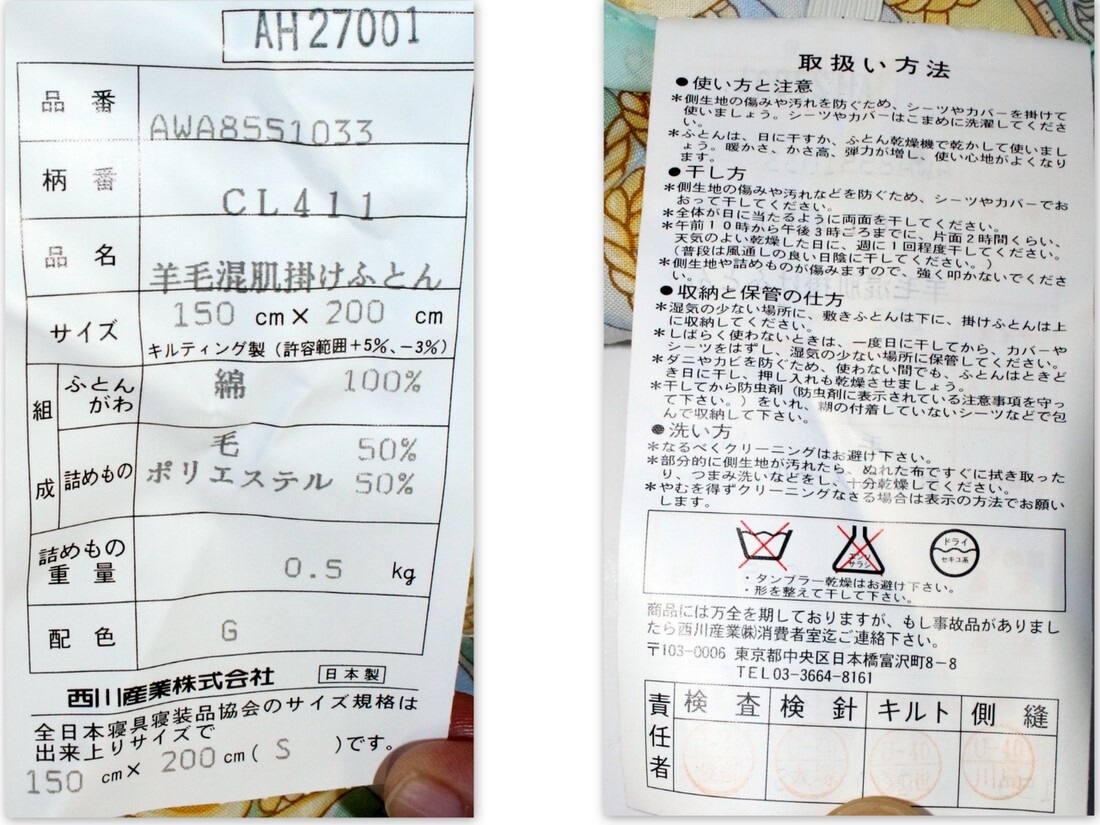 AH27001
品番 AWA8551033
柄番 CL411
品名 羊毛混肌掛けふとん
サイズ 150 cm × 200 cm
キルティング製(許容範囲+5%、-3%)
組成 ふとんがわ 綿 100%
詰めもの 毛 50%
ポリエステル 50%
詰めもの重量 0.5 kg
配色 G
西川産業株式会社 日本製
全日本寝具寝装品協会のサイズ規格は
出来上りサイズで
150 cm× 200 cm( S )です。
取扱い方法
●使い方と注意
*側生地の傷みや汚れを防ぐため、シーツやカバーを掛けて
使いましょう。シーツやカバーはこまめに洗濯してくださ
い。
*ふとんは、日に干すか、ふとん乾燥機で乾かして使いまし
ょう。暖かさ、かさ高、弾力が増し、使い心地がよくなり
ます。
●干し方
*側生地の傷みや汚れなどを防ぐため、シーツやカバーでお
おって干してください。
*全体が日に当たるように両面を干してください。
*午前10時から午後3時ごろまでに、片面2時間くらい、
天気のよい乾燥した日に、週に1回程度干してください。
(普段は風通しの良い日陰に干してください。)
*側生地や詰めものが傷みますので、強く叩かないでくださ
い。
●収納と保管の仕方
*湿気の少ない場所に、敷きふとんは下に、掛けふとんは上
に収納してください。
*しばらく使わないときは、一度日に干してから、カバーや
シーツをはずし、湿気の少ない場所に保管してください。
*ダニやカビを防ぐため、使わない間でも、ふとんはときど
き日に干し、押し入れも乾燥させましょう。
*干してから防虫剤(防虫剤に表示されている注意事項を守っ
て下さい。)をいれ、糊の付着していないシーツなどで包
んで収納して下さい。
●洗い方
*なるべくクリーニングはお避け下さい。
*部分的に側生地が汚れたら、ぬれた布ですぐに拭き取った
り、つまみ洗いなどをし、十分乾燥してください。
*やむを得ずクリーニングなさる場合は表示の方法でお願い
します。
エンソサラシ
ドライ
セキユ系
・タンブラー乾燥はお避け下さい。
・形を整えて干して下さい。
商品には万全を期しておりますが、もし事故品がありまし
たら西川産業㈱消費者室迄ご連絡下さい。
〒103-0006 東京都中央区日本橋富沢町8-8
TEL03-3664-8161
責任者 検査 検針 キルト 側縫